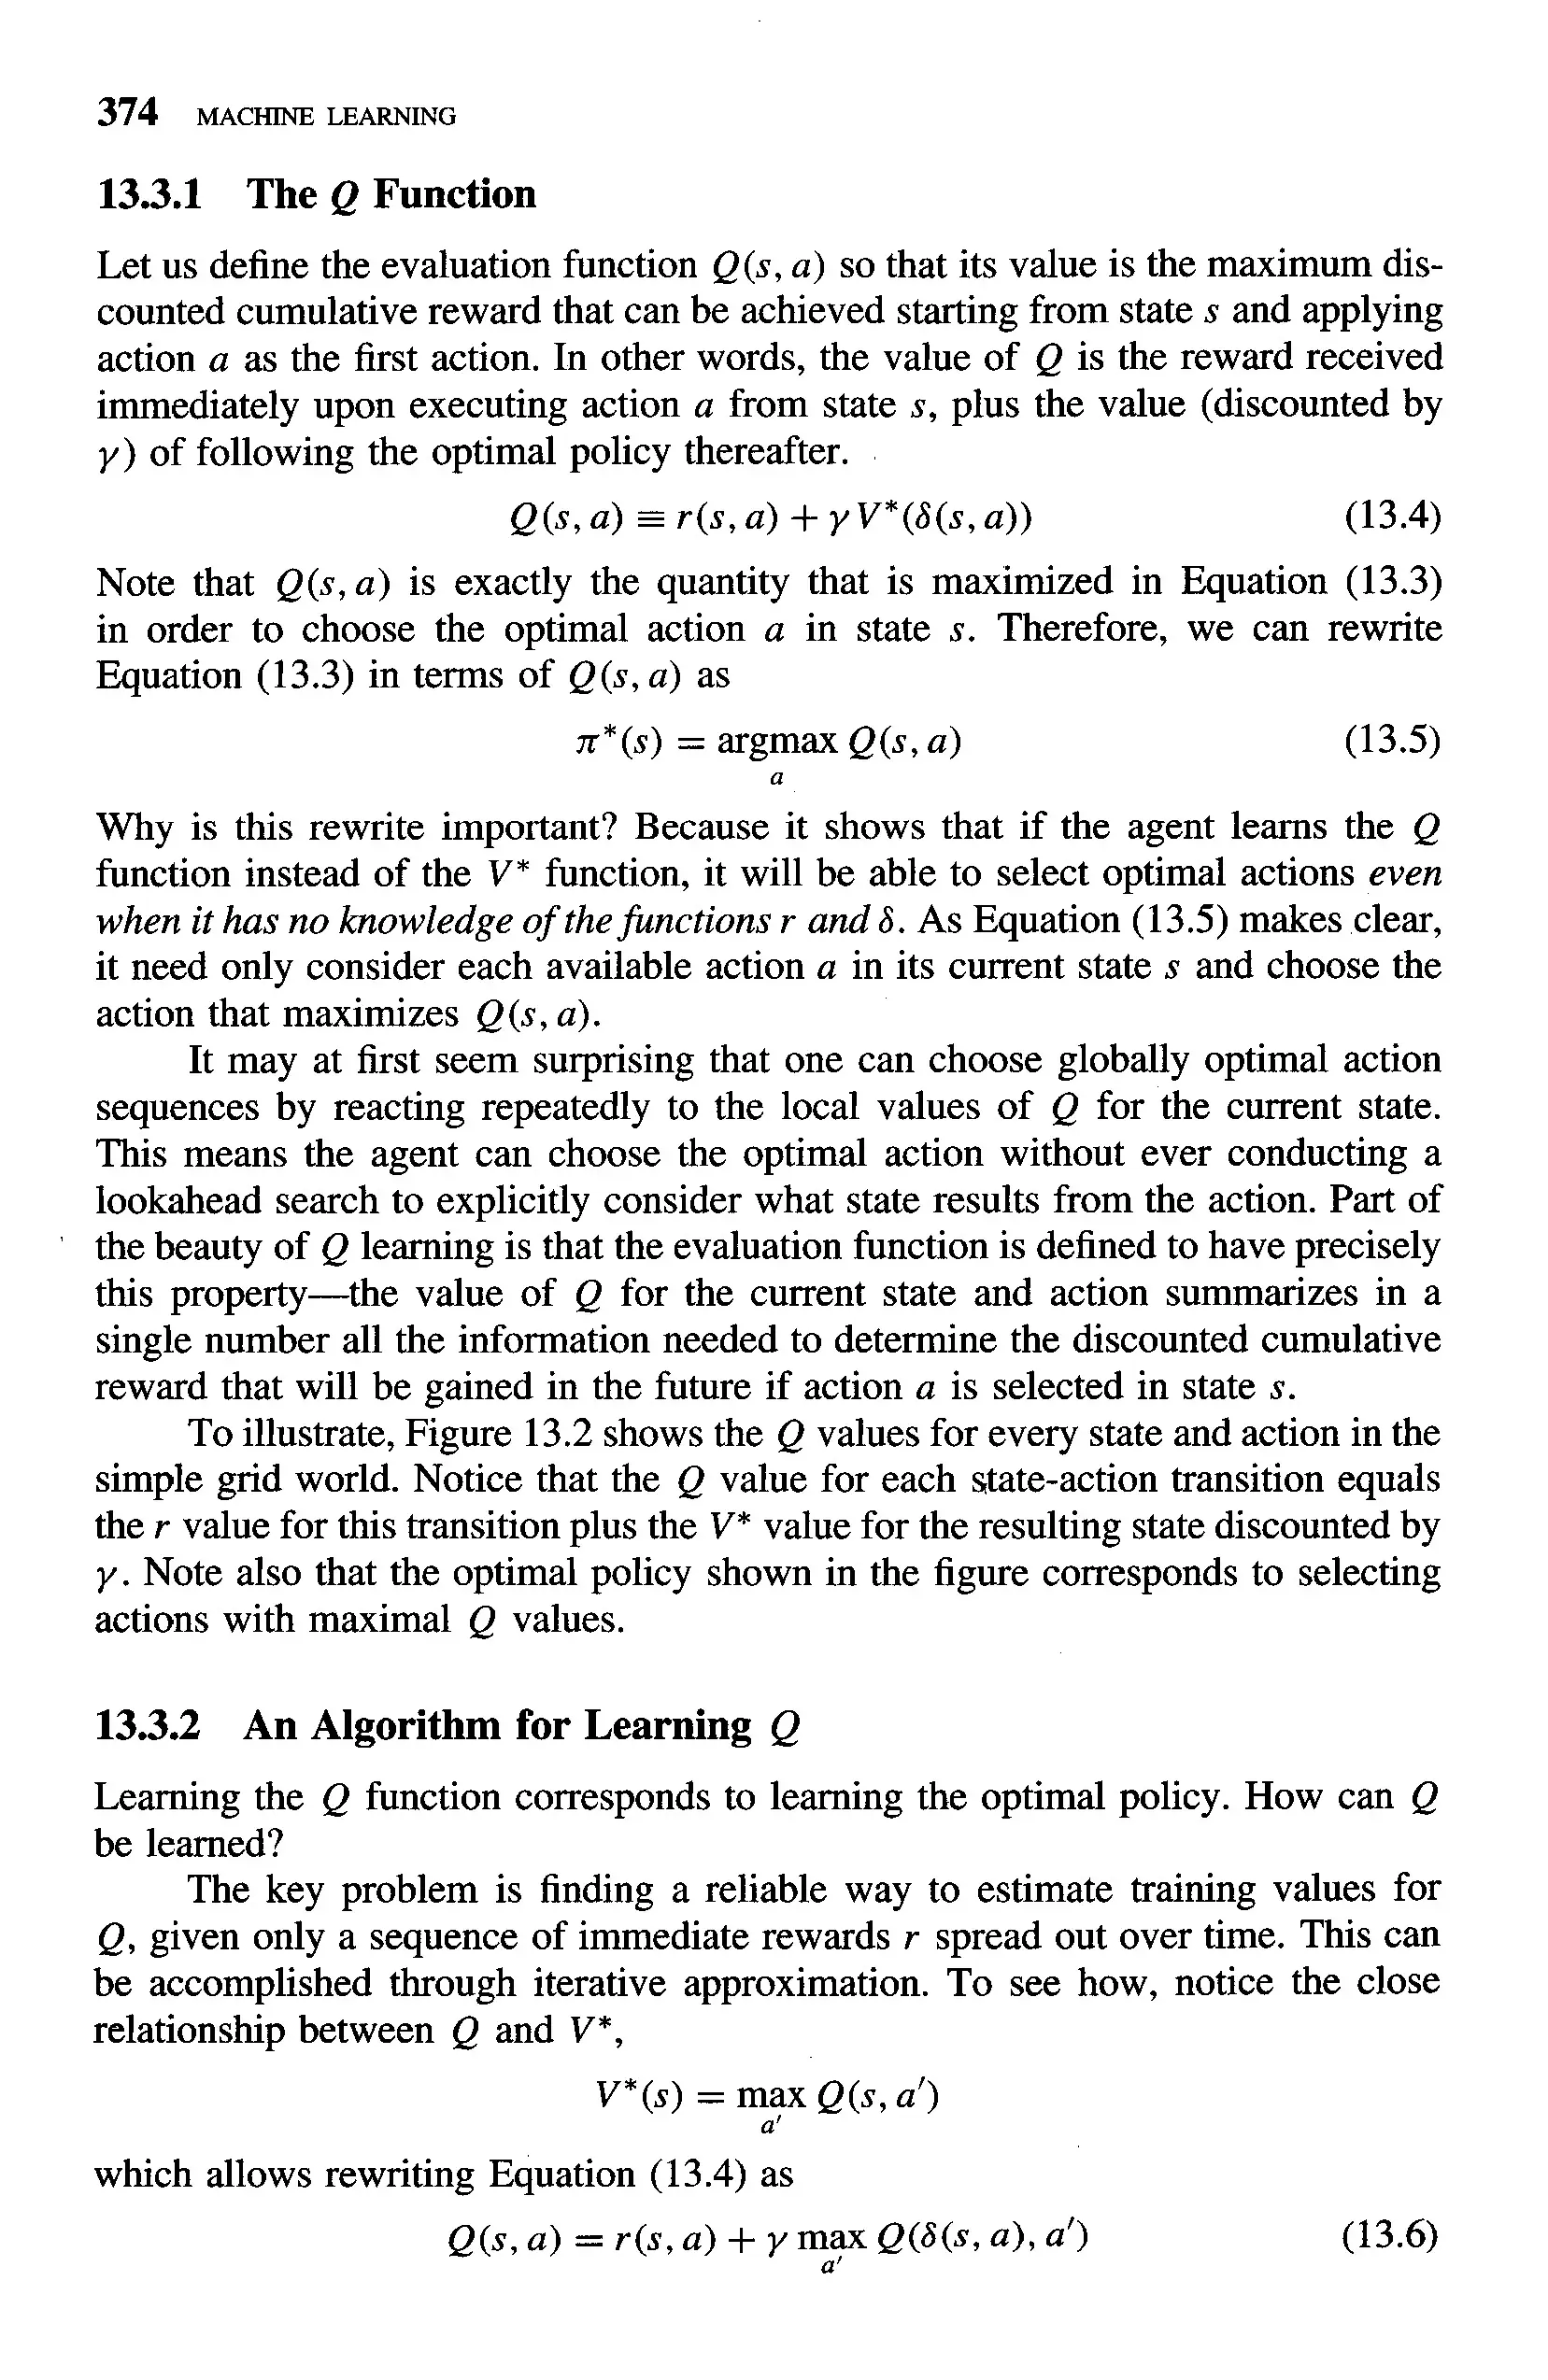 374 MACHINE LEARNING
13.3.1 The Q Function
Let us define the evaluation function Q(s, a) so that its value is the maximum dis-
counted cumulative reward that can be achieved starting from state s and applying
action a as the first action. In other words, the value of Q is the reward received
immediately upon executing action a from state s, plus the value (discounted by
γ) of following the optimal policy thereafter.
Q(s, a) ≡ r(s, a) + γ V*(δ(s, a)) (13.4)
Note that Q(s, a) is exactly the quantity that is maximized in Equation (13.3)
in order to choose the optimal action a in state s. Therefore, we can rewrite
Equation (13.3) in terms of Q(s, a) as
π*(s) = argmax Q(s, a) (13.5)
a
Why is this rewrite important? Because it shows that if the agent learns the Q
function instead of the V* function, it will be able to select optimal actions even
when it has no knowledge of the functions r and δ. As Equation (13.5) makes clear,
it need only consider each available action a in its current state s and choose the
action that maximizes Q(s, a).
It may at first seem surprising that one can choose globally optimal action
sequences by reacting repeatedly to the local values of Q for the current state.
This means the agent can choose the optimal action without ever conducting a
lookahead search to explicitly consider what state results from the action. Part of
the beauty of Q learning is that the evaluation function is defined to have precisely
this property—the value of Q for the current state and action summarizes in a
single number all the information needed to determine the discounted cumulative
reward that will be gained in the future if action a is selected in state s.
To illustrate, Figure 13.2 shows the Q values for every state and action in the
simple grid world. Notice that the Q value for each state-action transition equals
the r value for this transition plus the V* value for the resulting state discounted by
γ. Note also that the optimal policy shown in the figure corresponds to selecting
actions with maximal Q values.
13.3.2 An Algorithm for Learning Q
Learning the Q function corresponds to learning the optimal policy. How can Q
be learned?
The key problem is finding a reliable way to estimate training values for
Q, given only a sequence of immediate rewards r spread out over time. This can
be accomplished through iterative approximation. To see how, notice the close
relationship between Q and V*,
V*(s) = max Q(s, a′)
a′
which allows rewriting Equation (13.4) as
Q(s, a) = r(s, a) + γ max Q(δ(s, a), a′) (13.6)
a′